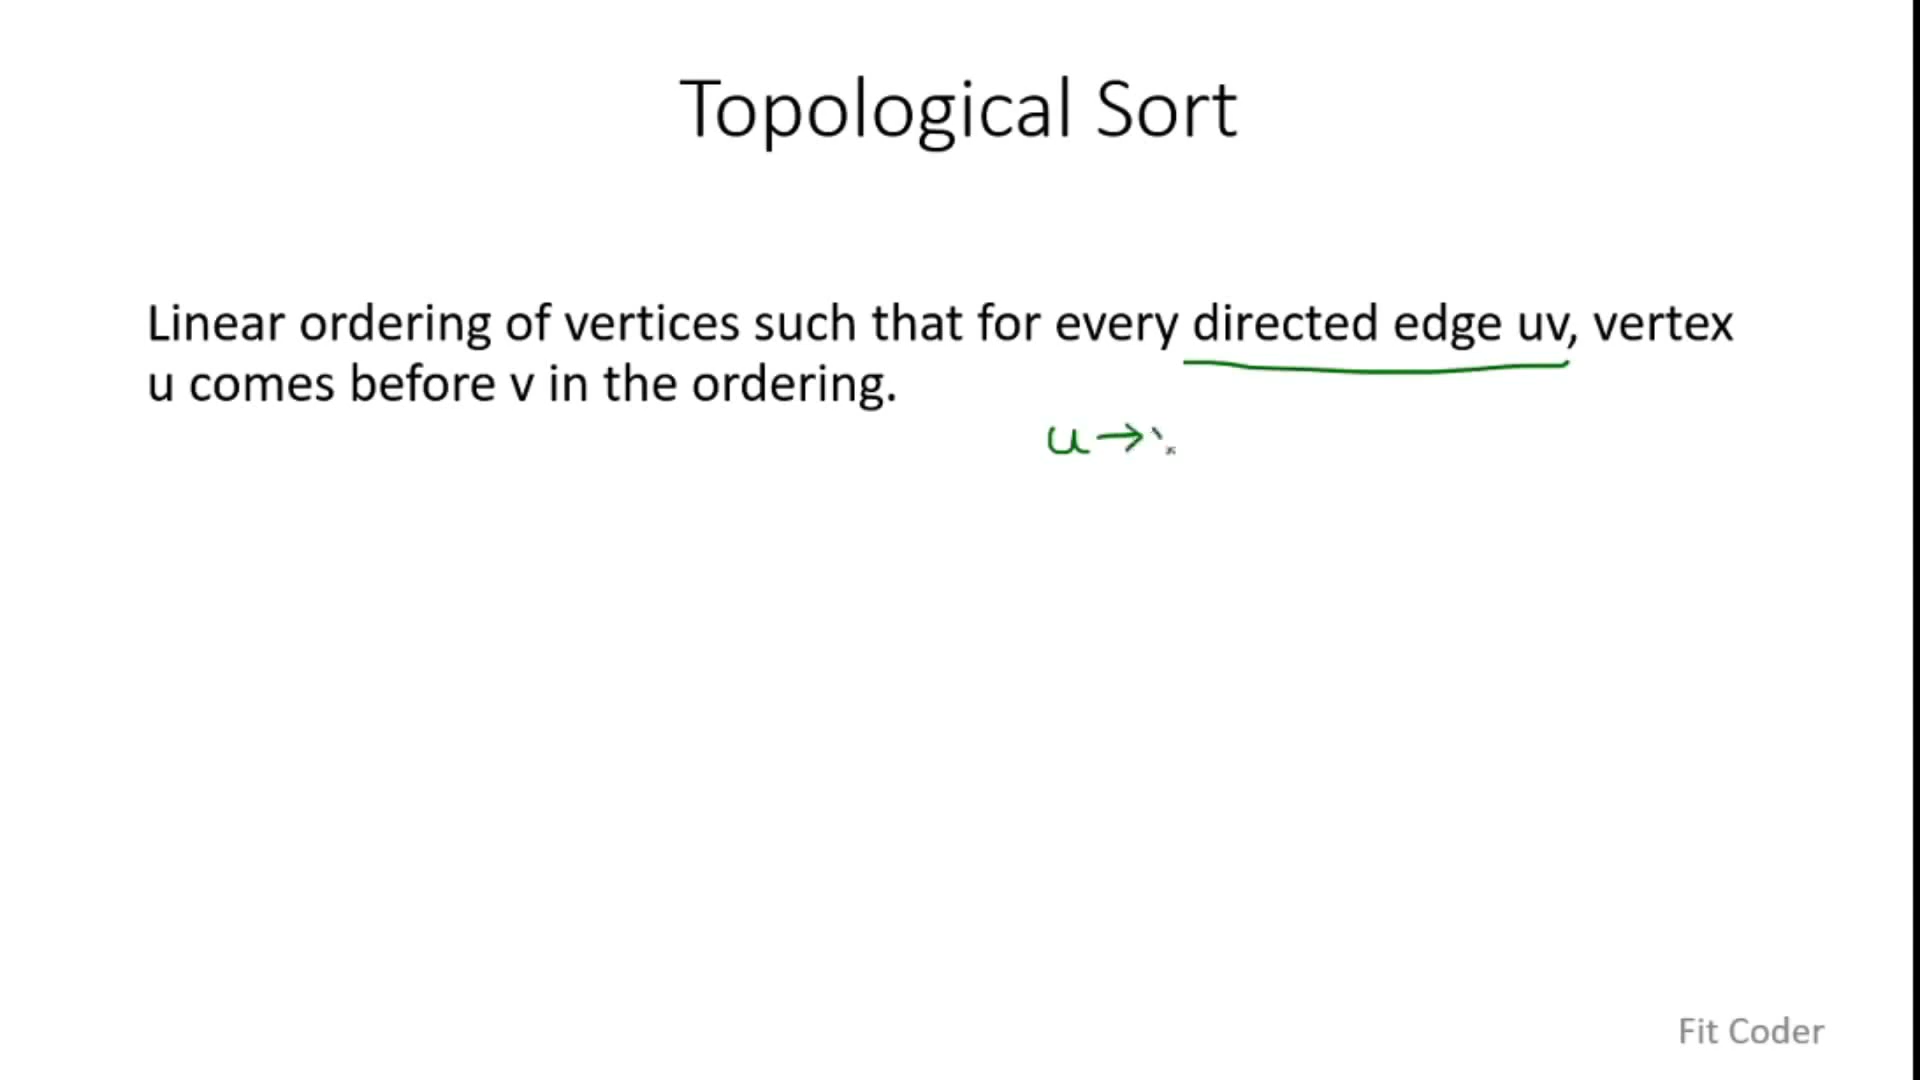 Topological Sort
Linear ordering of vertices such that for every directed edge uv, vertex
u comes before v in the ordering.
u →
Fit Coder